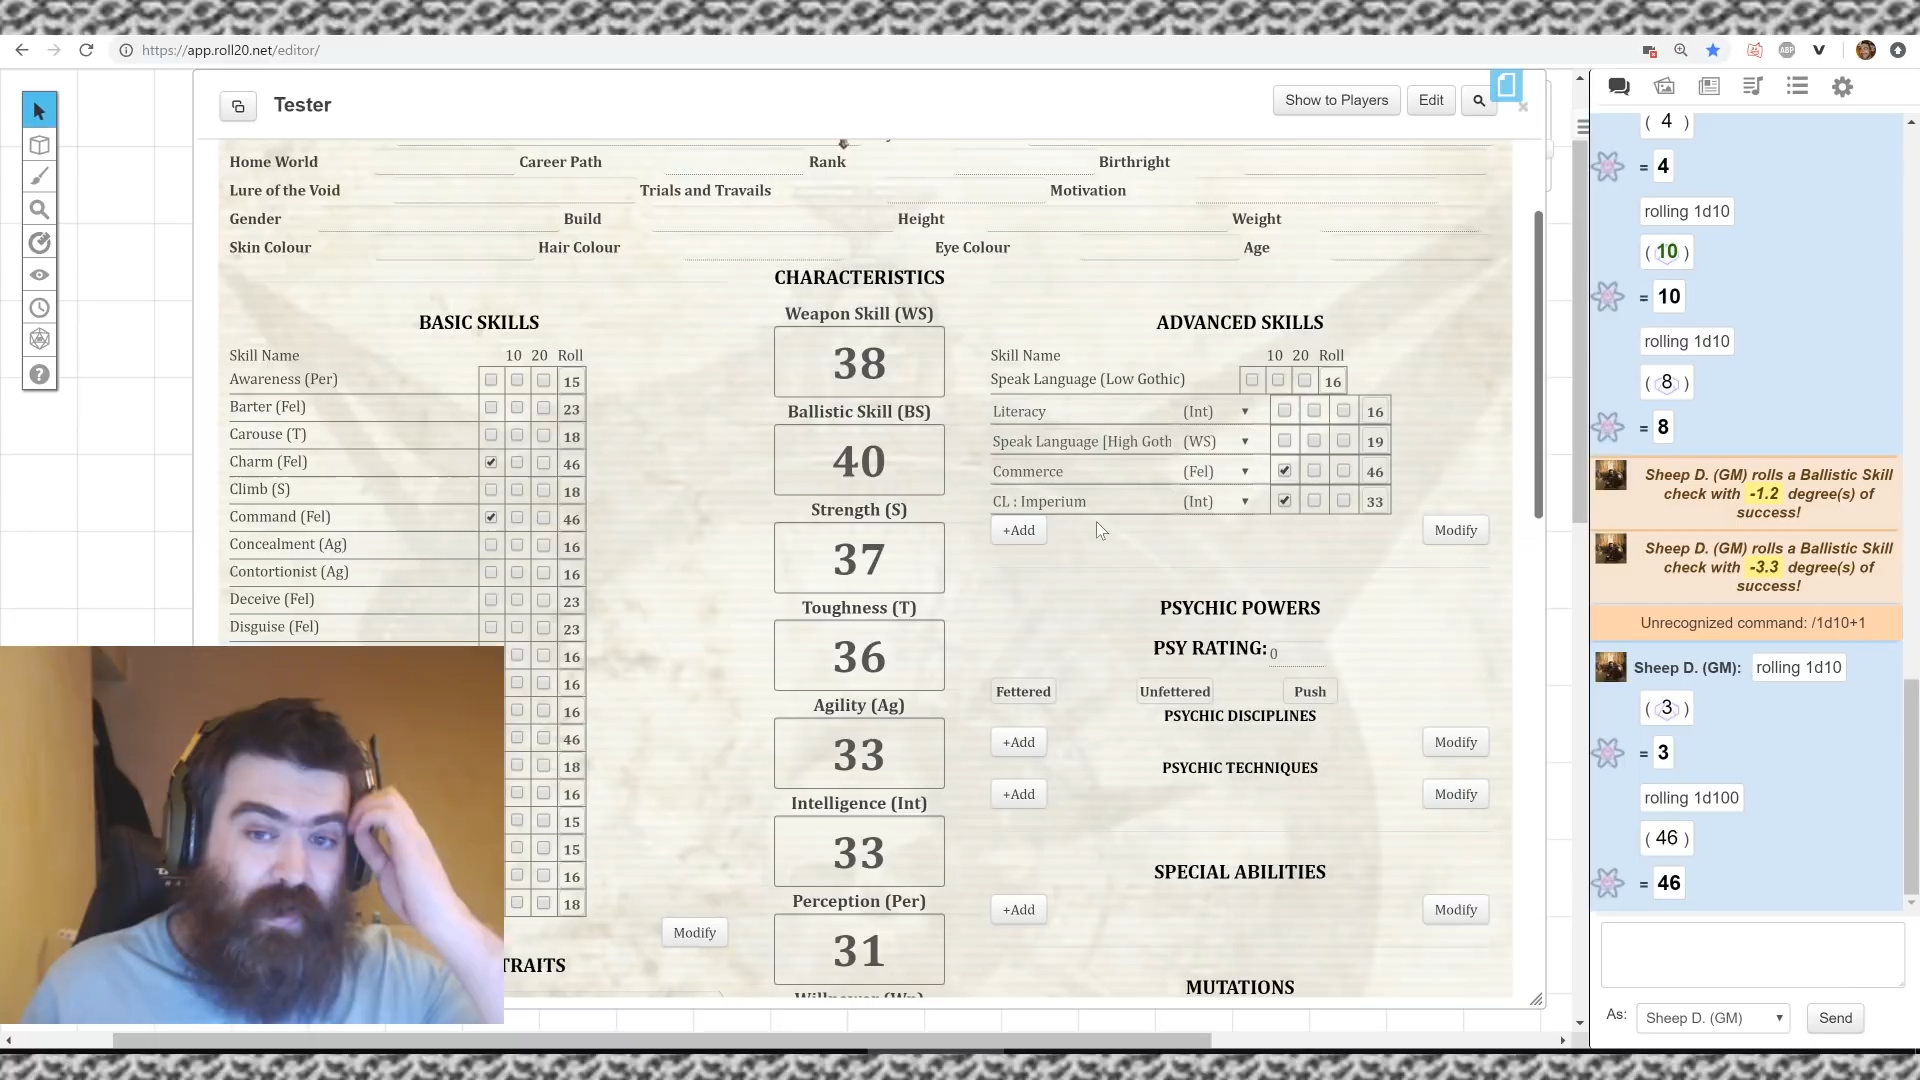 https://app.roll20.net/editor/
Tester
Show to Players
Edit
Home World
Career Path
Rank
Birthright
Lure of the Void
Trials and Travails
Motivation
Gender
Build
Height
Weight
Skin Colour
Hair Colour
Eye Colour
Age
BASIC SKILLS
Skill Name 10 20 Roll
Awareness (Per) 15
Barter (Fel) 23
Carouse (T) 18
Charm (Fel) 46
Climb (S) 18
Command (Fel) 46
Concealment (Ag) 16
Contortionist (Ag) 16
Deceive (Fel) 23
Disguise (Fel) 23
16
16
16
46
18
16
15
15
16
18
Modify
TRAITS
CHARACTERISTICS
Weapon Skill (WS)
38
Ballistic Skill (BS)
40
Strength (S)
37
Toughness (T)
36
Agility (Ag)
33
Intelligence (Int)
33
Perception (Per)
31
Willpower (Wp)
ADVANCED SKILLS
Skill Name 10 20 Roll
Speak Language (Low Gothic) 16
Literacy (Int) 16
Speak Language (High Goth (WS) 19
Commerce (Fel) 46
CL : Imperium (Int) 33
+Add
Modify
PSYCHIC POWERS
PSY RATING: 0
Fettered
Unfettered
Push
PSYCHIC DISCIPLINES
+Add
Modify
PSYCHIC TECHNIQUES
+Add
Modify
SPECIAL ABILITIES
+Add
Modify
MUTATIONS
ABP
( 4 )
= 4
rolling 1d10
( 10 )
= 10
rolling 1d10
( 8 )
= 8
Sheep D. (GM) rolls a Ballistic Skill
check with -1.2 degree(s) of
success!
Sheep D. (GM) rolls a Ballistic Skill
check with -3.3 degree(s) of
success!
Unrecognized command: /1d10+1
Sheep D. (GM): rolling 1d10
( 3 )
= 3
rolling 1d100
( 46 )
= 46
As: Sheep D. (GM)
Send